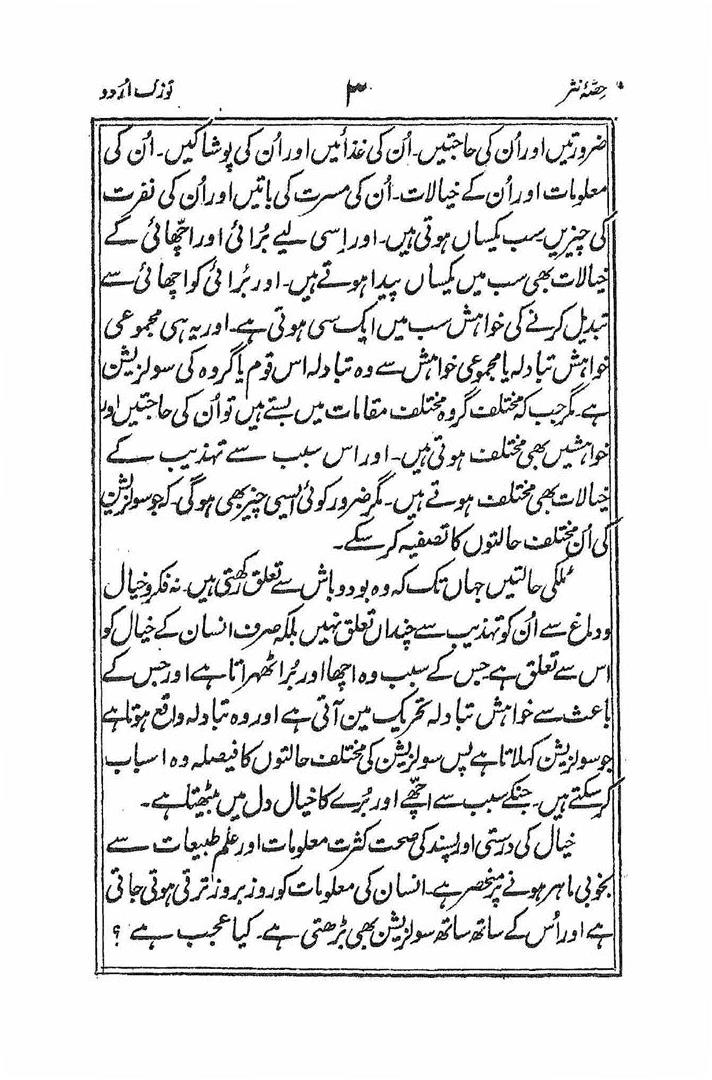 حِصّۂ نثر ۳ توزکِ اُردو
ضرورتیں اور اُن کی حاجتیں۔ اُن کی غذائیں اور اُن کی پوشاکیں۔ اُن کی
معلومات اور اُن کے خیالات۔ اُن کی مسرت کی باتیں اور اُن کی نفرت
کی چیزیں سب یکساں ہوتی ہیں۔ اور اِسی لیے بُرائی اور اچّھائی کے
خیالات بھی سب میں یکساں پیدا ہوتے ہیں۔ اور بُرائی کو اچھائی سے
تبدیل کرنے کی خواہش سب میں ایک سی ہوتی ہے۔ اور یہ ہی مجموعی
خواہش تبادلہ یا مجموعی خواہش سے وہ تبادلہ اس قوم یا گروہ کی سولزیشن
ہے۔ مگر جب کہ مختلف گروہ مختلف مقامات میں بستے ہیں تو اُن کی حاجتیں اور
خواہشیں بھی مختلف ہوتی ہیں۔ اور اس سبب سے تہذیب کے
خیالات بھی مختلف ہوتے ہیں۔ مگر ضرور کوئی ایسی چیز بھی ہوگی۔ کہ جو سولزیشن
کی اُن مختلف حالتوں کا تصفیہ کر سکے۔
مُلکی حالتیں جہاں تک کہ وہ بود و باش سے تعلق رکھتی ہیں۔ نہ فکر و خیال
و دماغ سے اُن کو تہذیب سے چنداں تعلق نہیں بلکہ صرف انسان کے خیال کو
اس سے تعلق ہے جس کے سبب وہ اچھا اور بُرا ٹھہراتا ہے اور جس کے
باعث سے خواہش تبادلہ تحریک مین آتی ہے اور وہ تبادلہ واقع ہوتا ہے
جو سولزیشن کہلاتا ہے پس سولزیشن کی مختلف حالتوں کا فیصلہ وہ اسباب
کر سکتے ہیں۔ جنکے سبب سے اچّھے اور بُرے کا خیال دل میں بیٹھتا ہے۔
خیال کی درستی اور پسند کی صحت کثرت معلومات اور علم طبیعات سے
بخوبی ماہر ہونے پر منحصر ہے۔ انسان کی معلومات کو روز بروز ترقی ہوتی جاتی
ہے اور اُس کے ساتھ ساتھ سولزیشن بھی بڑھتی ہے۔ کیا عجب ہے ؟